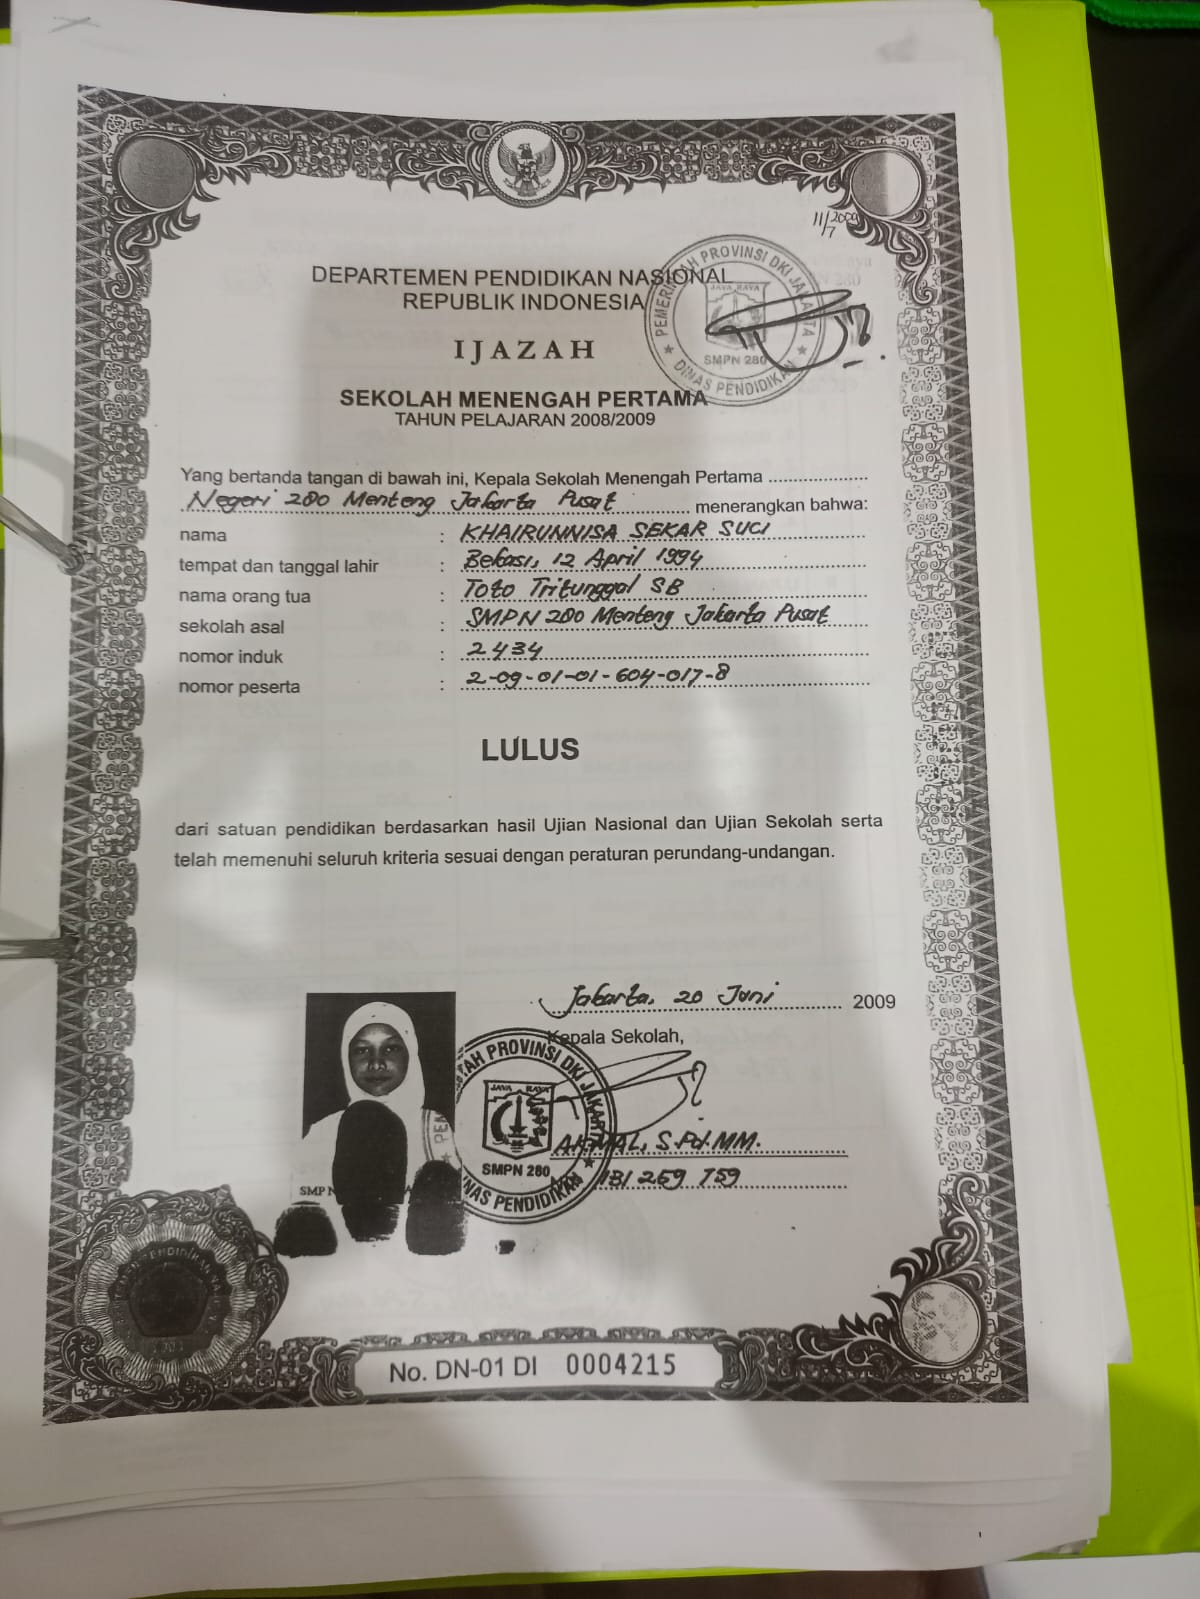 11/2009
/7
DEPARTEMEN PENDIDIKAN NASIONAL
REPUBLIK INDONESIA
PEMERINTAH PROVINSI DKI JAKARTA
JAYA RAYA
SMPN 280
DINAS PENDIDIKAN
IJAZAH
SEKOLAH MENENGAH PERTAMA
TAHUN PELAJARAN 2008/2009
Yang bertanda tangan di bawah ini, Kepala Sekolah Menengah Pertama ....................
Negeri 280 Menteng Jakarta Pusat menerangkan bahwa:
nama : KHAIRUNNISA SEKAR SUCI
tempat dan tanggal lahir : Bekasi, 12 April 1994
nama orang tua : Toto Tritunggal SB
sekolah asal : SMPN 280 Menteng Jakarta Pusat
nomor induk : 2434
nomor peserta : 2-09-01-01-604-017-8
LULUS
dari satuan pendidikan berdasarkan hasil Ujian Nasional dan Ujian Sekolah serta
telah memenuhi seluruh kriteria sesuai dengan peraturan perundang-undangan.
Jakarta, 20 Juni 2009
Kepala Sekolah,
AH PROVINSI DKI JAKARTA
JAYA RAYA
SMPN 280
DINAS PENDIDIKAN
AKMAL, S.Pd.MM.
131 259 759
SMP N
No. DN-01 DI 0004215